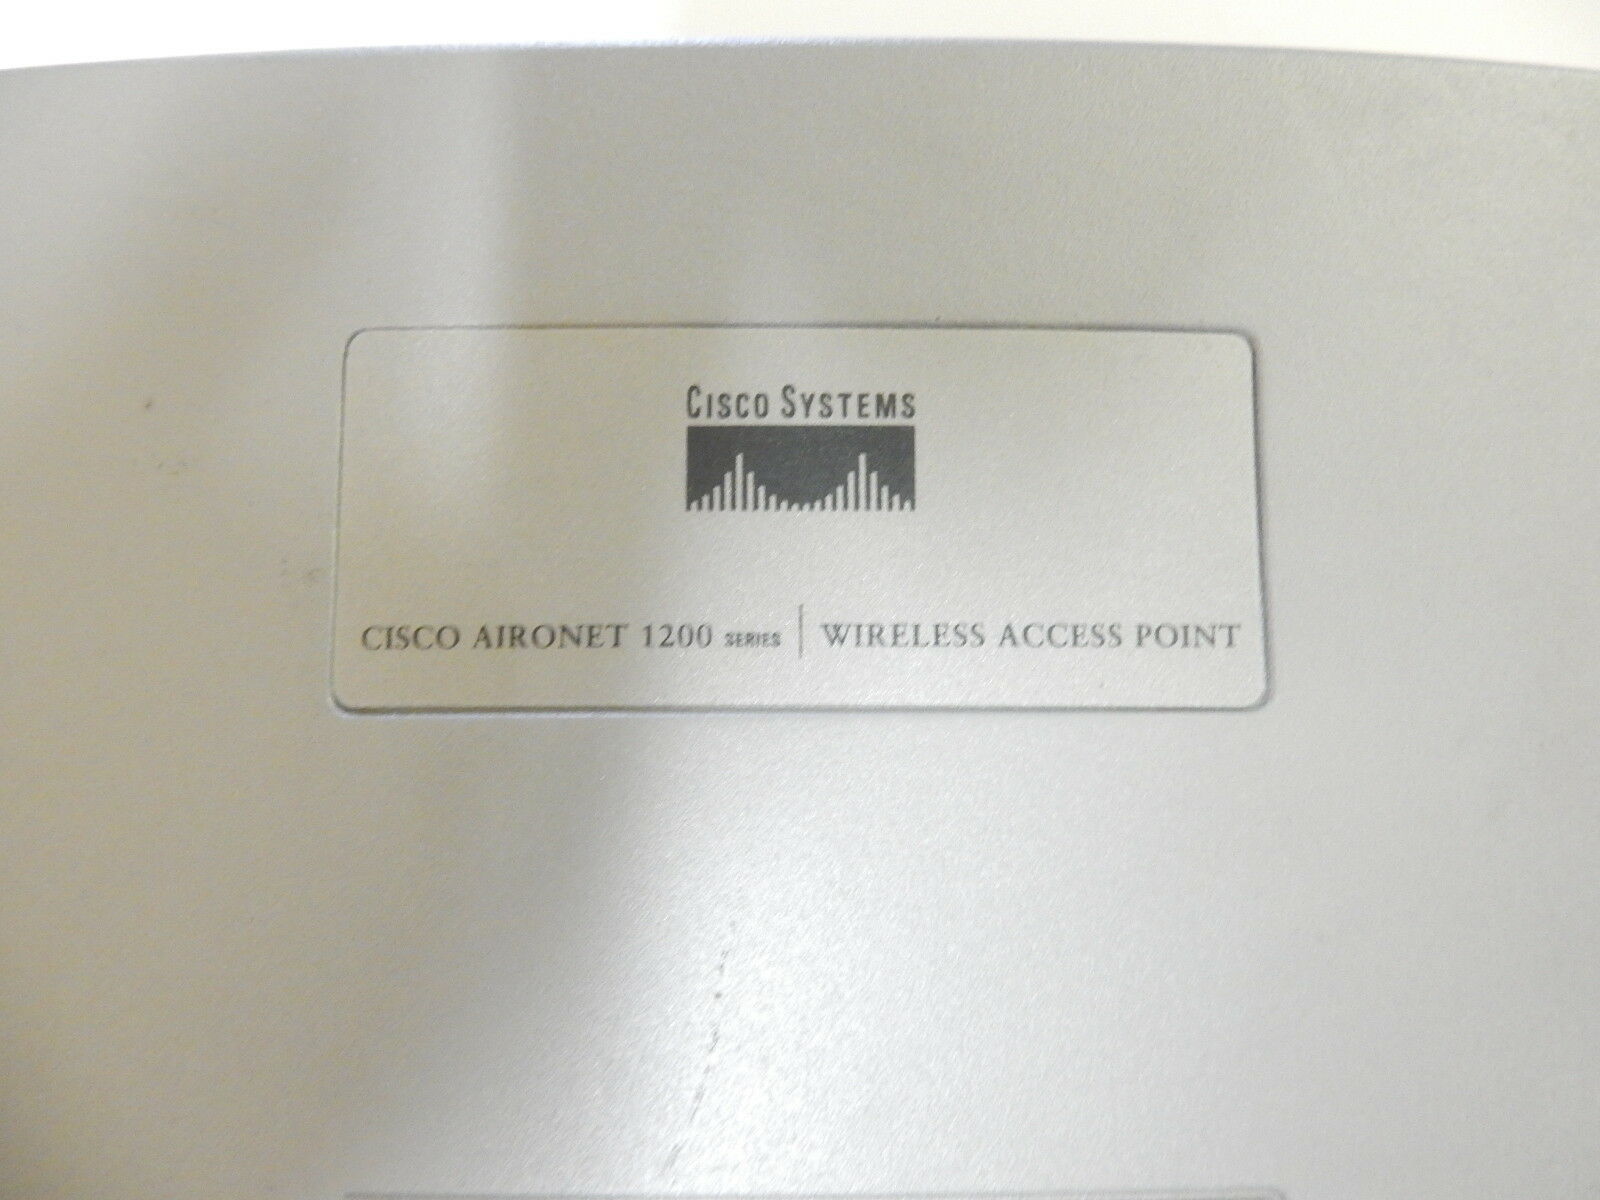 CISCO SYSTEMS
CISCO AIRONET 1200 SERIES | WIRELESS ACCESS POINT